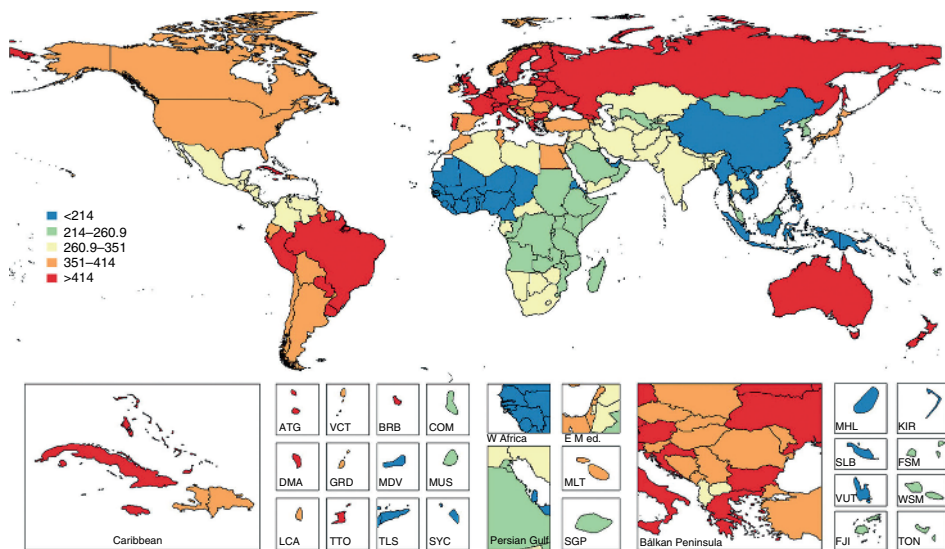 <214
214–260.9
260.9–351
351–414
>414
Caribbean
ATG
VCT
BRB
COM
DMA
GRD
MDV
MUS
LCA
TTO
TLS
SYC
W Africa
E M ed.
Persian Gulf
MLT
SGP
Bálkan Peninsula
MHL
KIR
SLB
FSM
VUT
WSM
FJI
TON